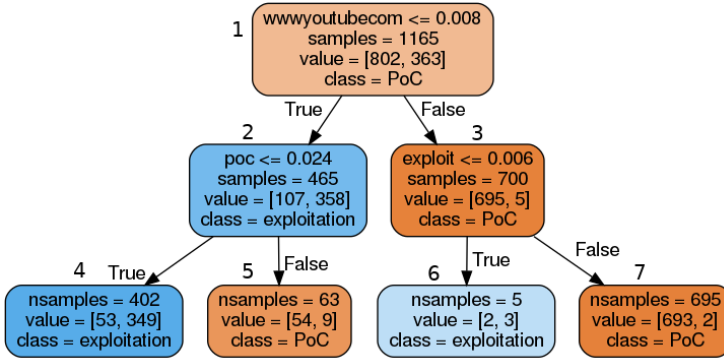 1
wwwyoutubecom <= 0.008
samples = 1165
value = [802, 363]
class = PoC
True
False
2
poc <= 0.024
samples = 465
value = [107, 358]
class = exploitation
3
exploit <= 0.006
samples = 700
value = [695, 5]
class = PoC
True
False
True
False
4
nsamples = 402
value = [53, 349]
class = exploitation
5
nsamples = 63
value = [54, 9]
class = PoC
6
nsamples = 5
value = [2, 3]
class = exploitation
7
nsamples = 695
value = [693, 2]
class = PoC